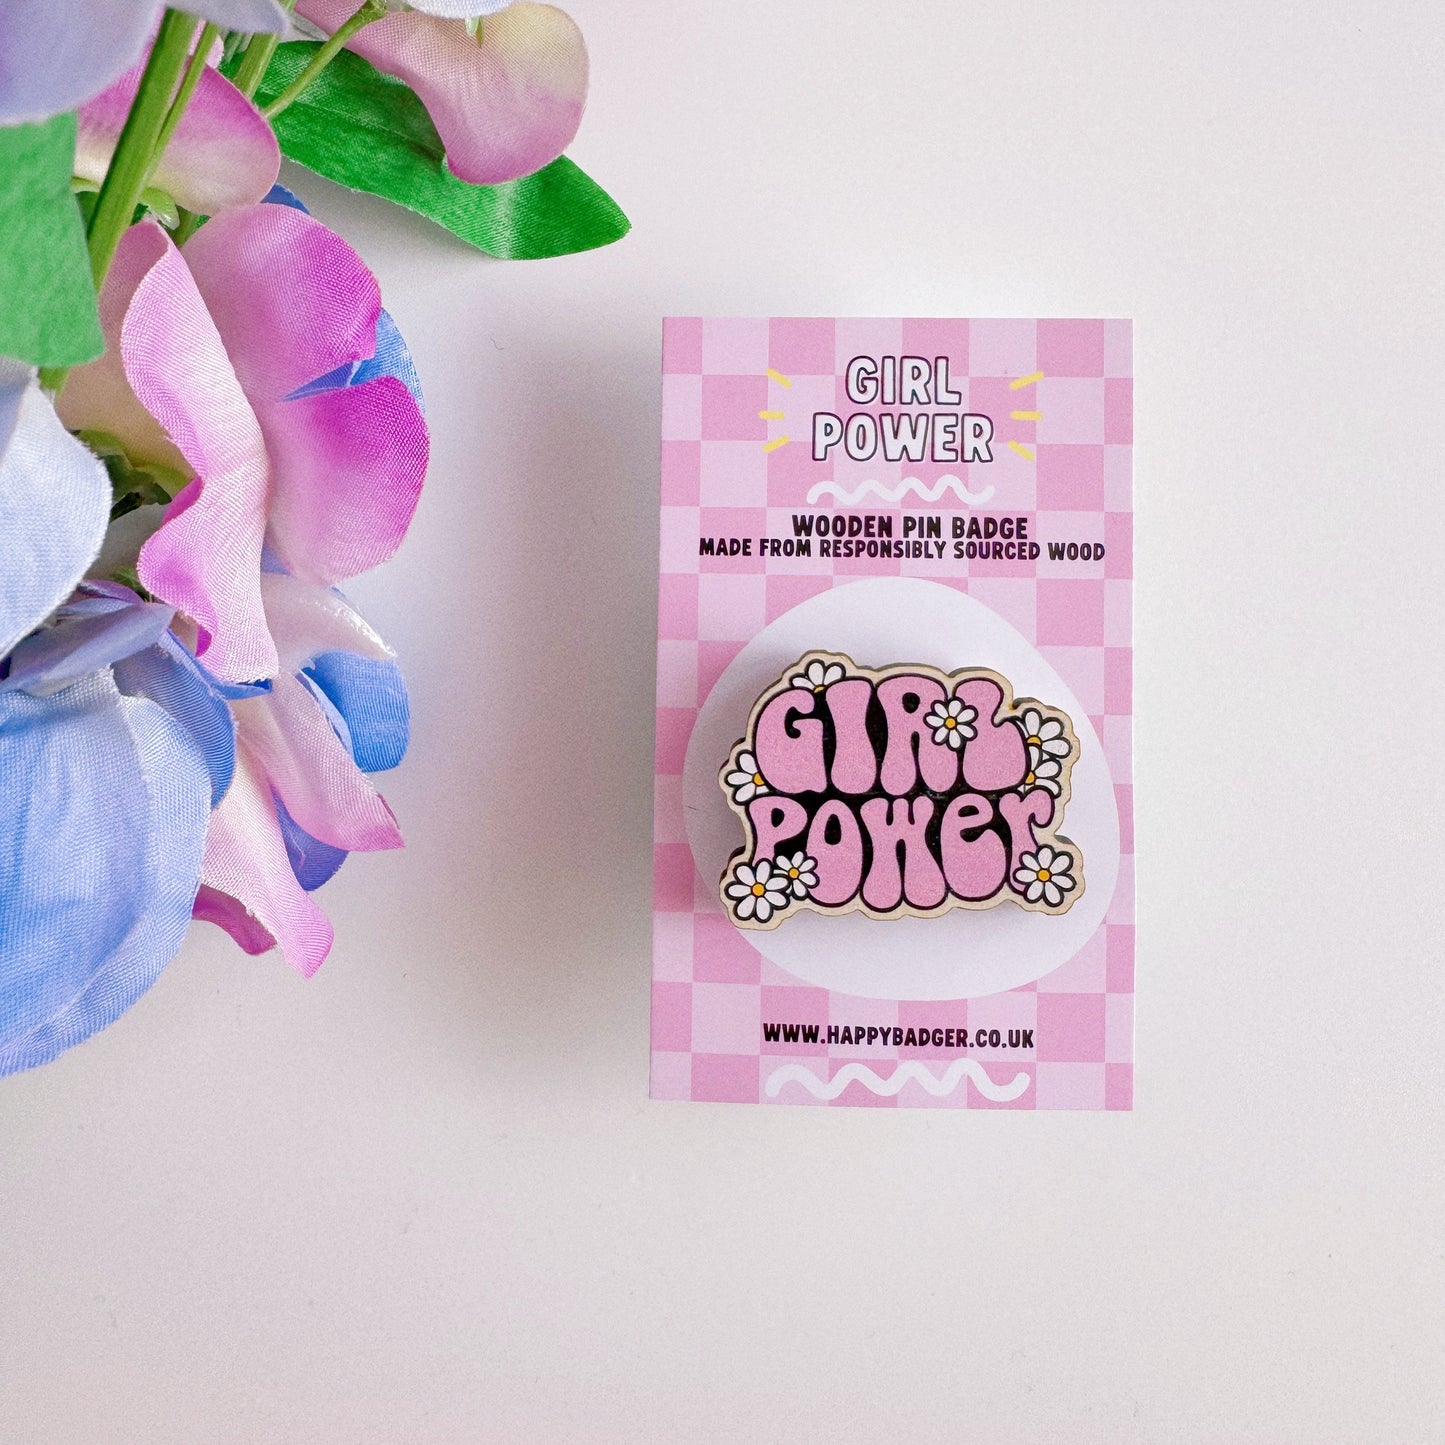 GIRL
POWER
WOODEN PIN BADGE
MADE FROM RESPONSIBLY SOURCED WOOD
GIRL
POWer
WWW.HAPPYBADGER.CO.UK